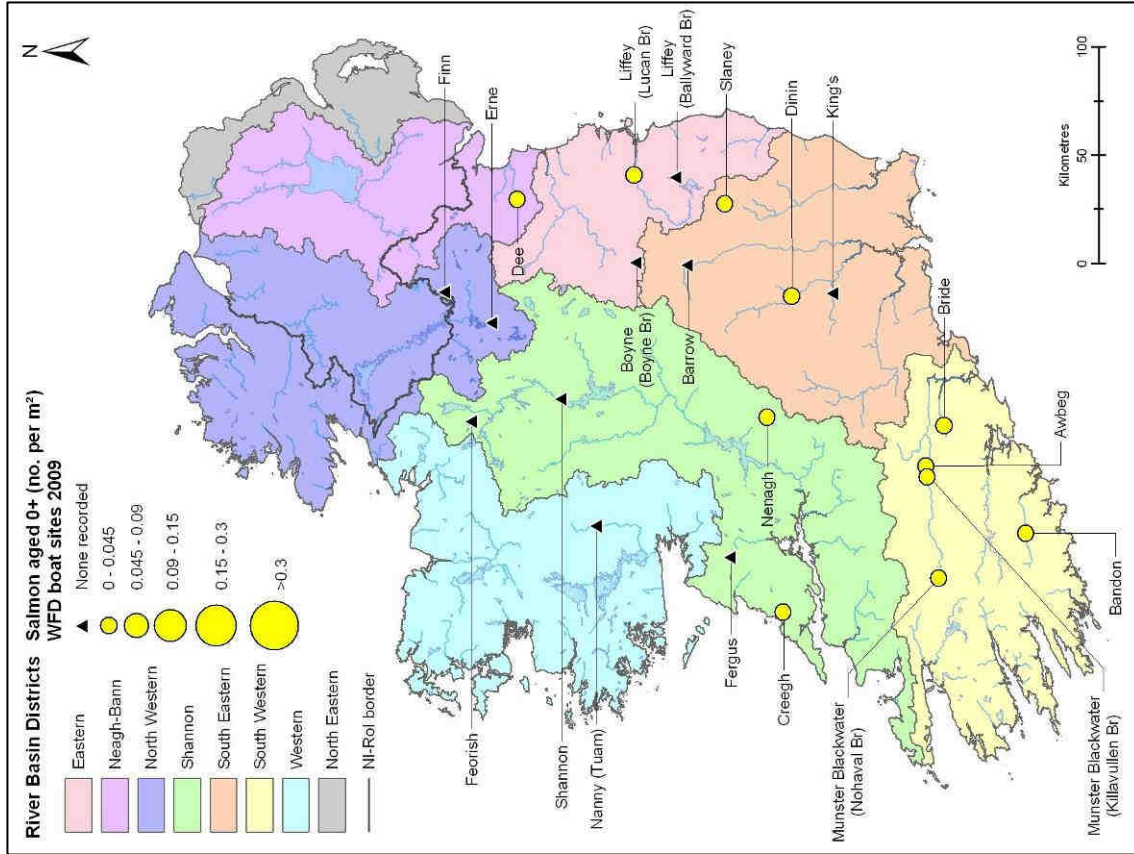 River Basin Districts
Eastern
Neagh-Bann
North Western
Shannon
South Eastern
South Western
Western
North Eastern
NI-RoI border
Salmon aged 0+ (no. per m²)
WFD boat sites 2009
None recorded
0 - 0.045
0.045 - 0.09
0.09 - 0.15
0.15 - 0.3
>0.3
N
Finn
Erne
Dee
Feorish
Shannon
Nanny (Tuam)
Boyne
(Boyne Br)
Liffey
(Lucan Br)
Liffey
(Ballyward Br)
Barrow
Slaney
Dinin
King's
Fergus
Nenagh
Creegh
Munster Blackwater
(Nohaval Br)
Munster Blackwater
(Killavullen Br)
Bandon
Awbeg
Bride
0
50
100
Kilometres